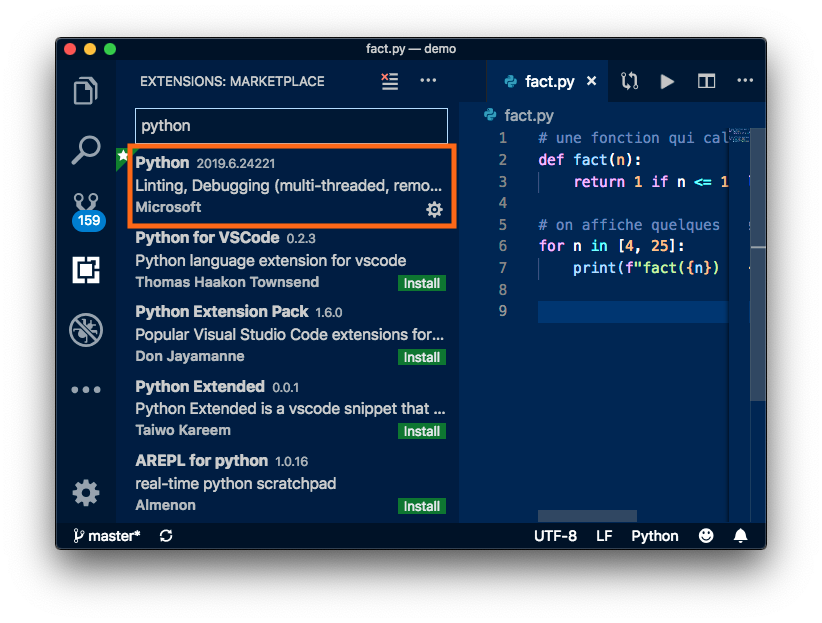 fact.py — demo
EXTENSIONS: MARKETPLACE
python
Python 2019.6.24221
Linting, Debugging (multi-threaded, remo...
Microsoft
159
Python for VSCode 0.2.3
Python language extension for vscode
Thomas Haakon Townsend Install
Python Extension Pack 1.6.0
Popular Visual Studio Code extensions for...
Don Jayamanne Install
Python Extended 0.0.1
Python Extended is a vscode snippet that ...
Taiwo Kareem Install
AREPL for python 1.0.16
real-time python scratchpad
Almenon Install
fact.py
fact.py
1 # une fonction qui cal
2 def fact(n):
3 return 1 if n <= 1
4
5 # on affiche quelques
6 for n in [4, 25]:
7 print(f"fact({n})
8
9
master* UTF-8 LF Python